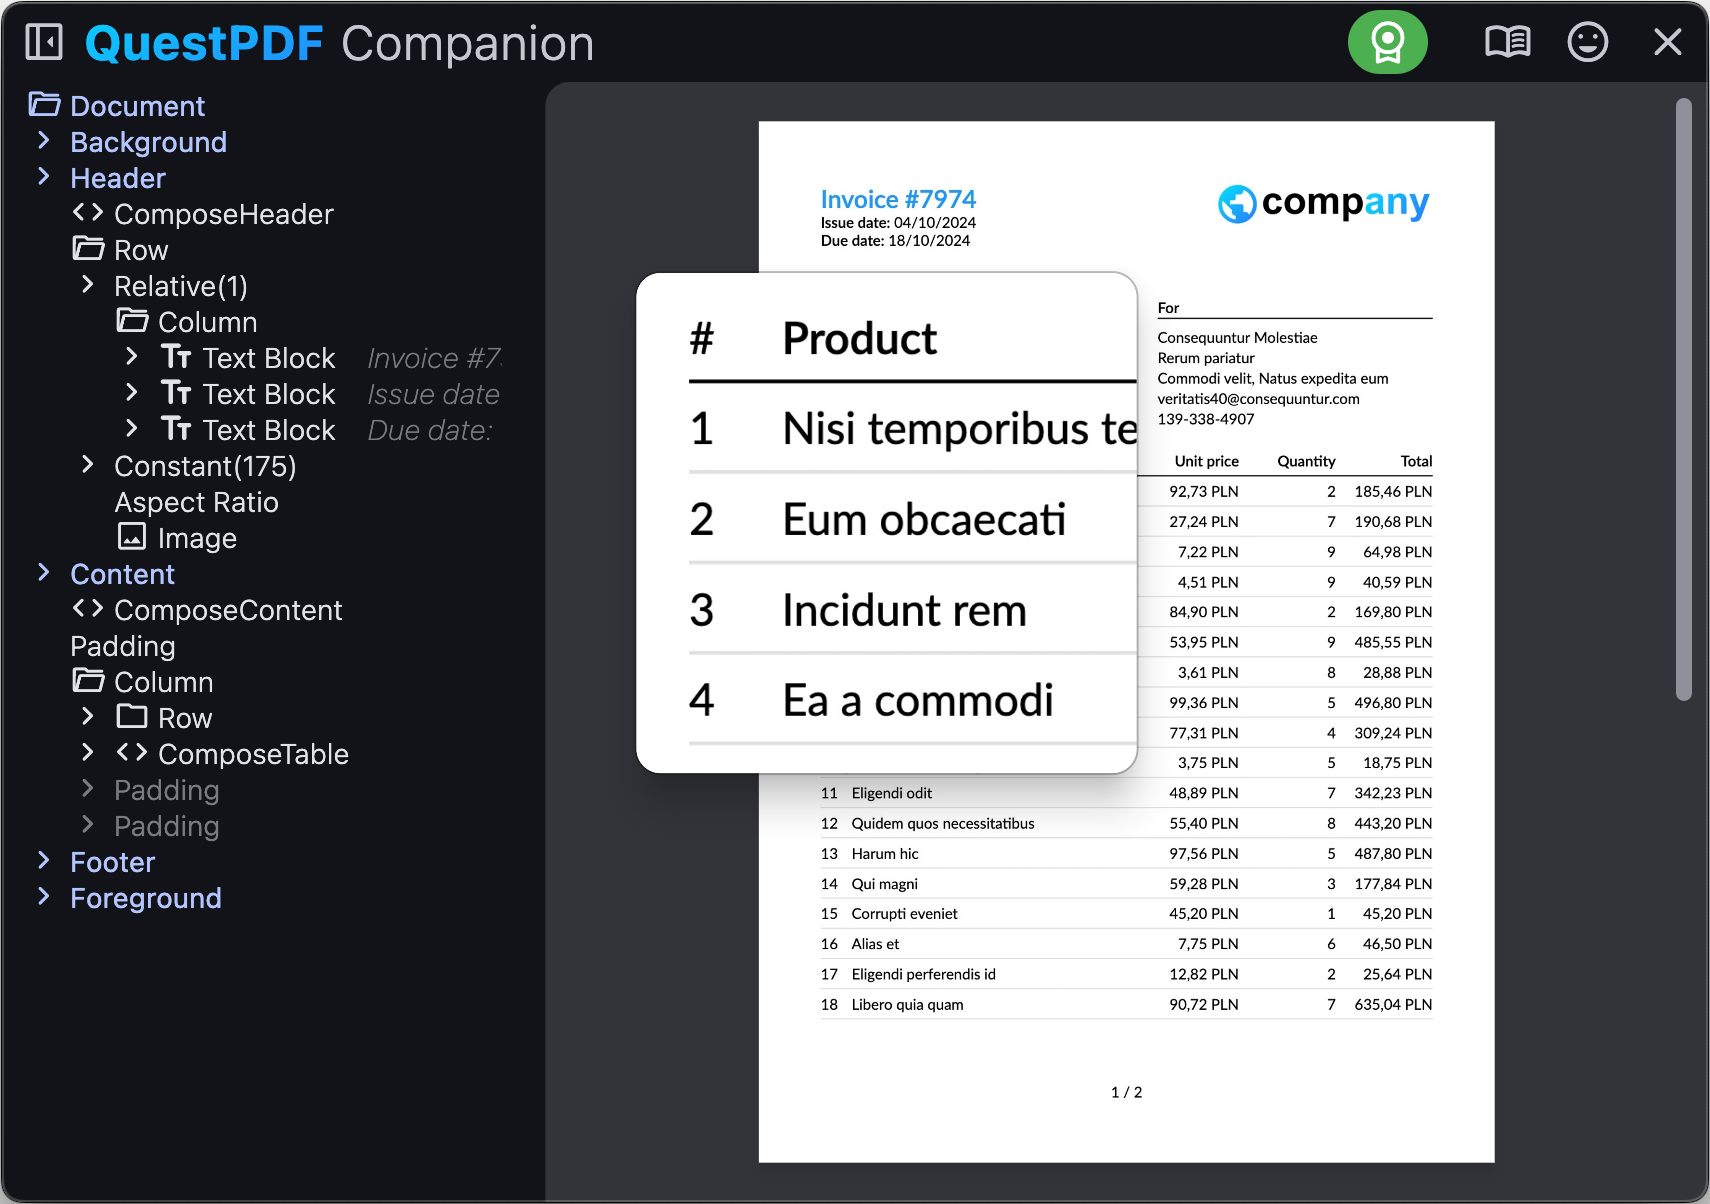 QuestPDF Companion
Document
Background
Header
ComposeHeader
Row
Relative(1)
Column
Text Block Invoice #7
Text Block Issue date
Text Block Due date:
Constant(175)
Aspect Ratio
Image
Content
ComposeContent
Padding
Column
Row
ComposeTable
Padding
Padding
Footer
Foreground
Invoice #7974
Issue date: 04/10/2024
Due date: 18/10/2024
company
For
Consequuntur Molestiae
Rerum pariatur
Commodi velit, Natus expedita eum
veritatis40@consequuntur.com
139-338-4907
# Product
1 Nisi temporibus te
2 Eum obcaecati
3 Incidunt rem
4 Ea a commodi
Unit price Quantity Total
92,73 PLN 2 185,46 PLN
27,24 PLN 7 190,68 PLN
7,22 PLN 9 64,98 PLN
4,51 PLN 9 40,59 PLN
84,90 PLN 2 169,80 PLN
53,95 PLN 9 485,55 PLN
3,61 PLN 8 28,88 PLN
99,36 PLN 5 496,80 PLN
77,31 PLN 4 309,24 PLN
3,75 PLN 5 18,75 PLN
11 Eligendi odit 48,89 PLN 7 342,23 PLN
12 Quidem quos necessitatibus 55,40 PLN 8 443,20 PLN
13 Harum hic 97,56 PLN 5 487,80 PLN
14 Qui magni 59,28 PLN 3 177,84 PLN
15 Corrupti eveniet 45,20 PLN 1 45,20 PLN
16 Alias et 7,75 PLN 6 46,50 PLN
17 Eligendi perferendis id 12,82 PLN 2 25,64 PLN
18 Libero quia quam 90,72 PLN 7 635,04 PLN
1 / 2